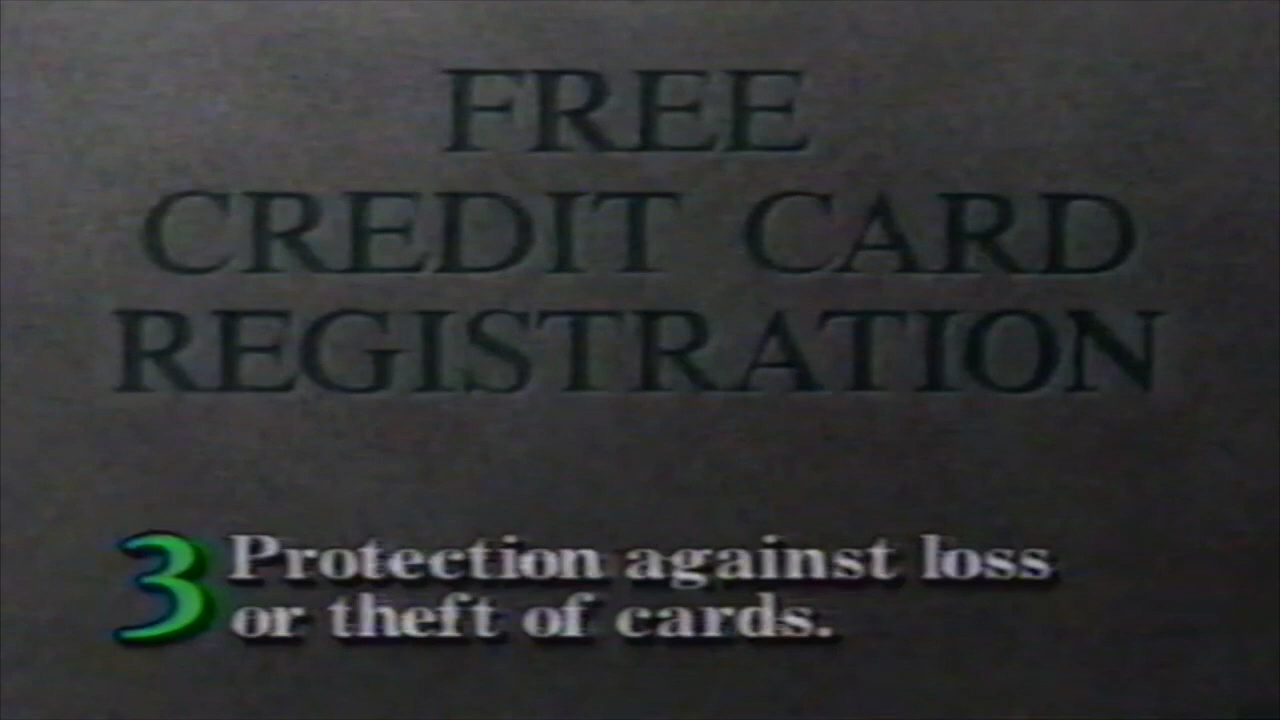 FREE
CREDIT CARD
REGISTRATION
3 Protection against loss
or theft of cards.